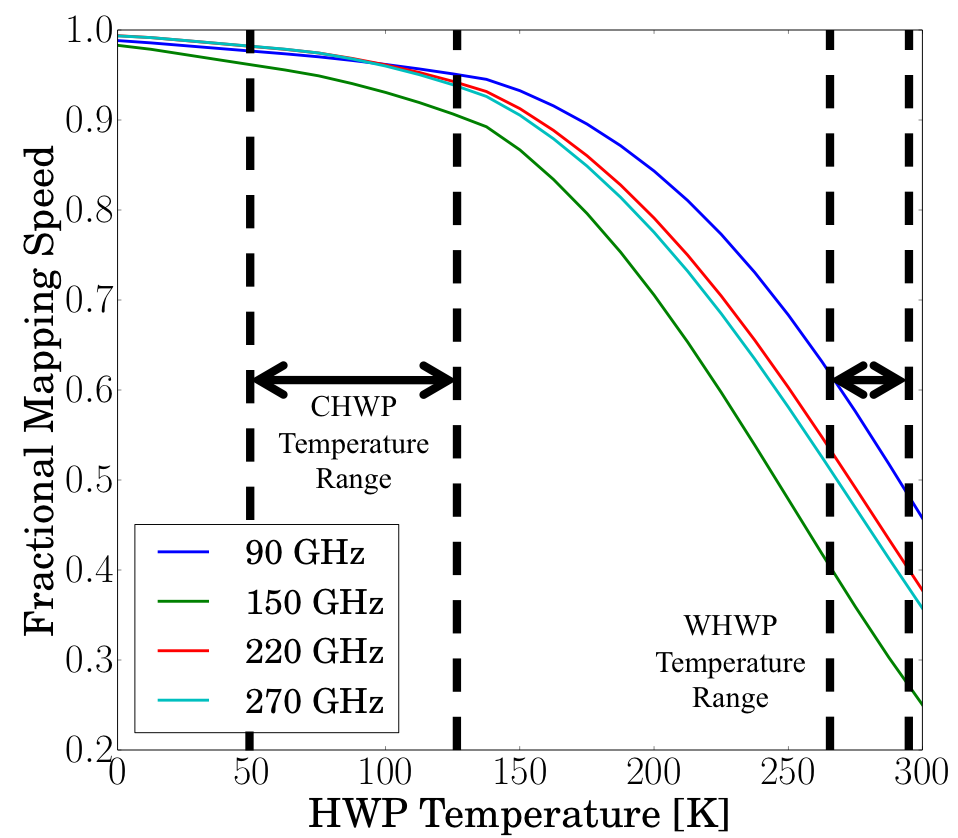 1.0
0.9
0.8
0.7
0.6
0.5
0.4
0.3
0.2
Fractional Mapping Speed
CHWP
Temperature
Range
90 GHz
150 GHz
220 GHz
270 GHz
WHWP
Temperature
Range
0 50 100 150 200 250 300
HWP Temperature [K]